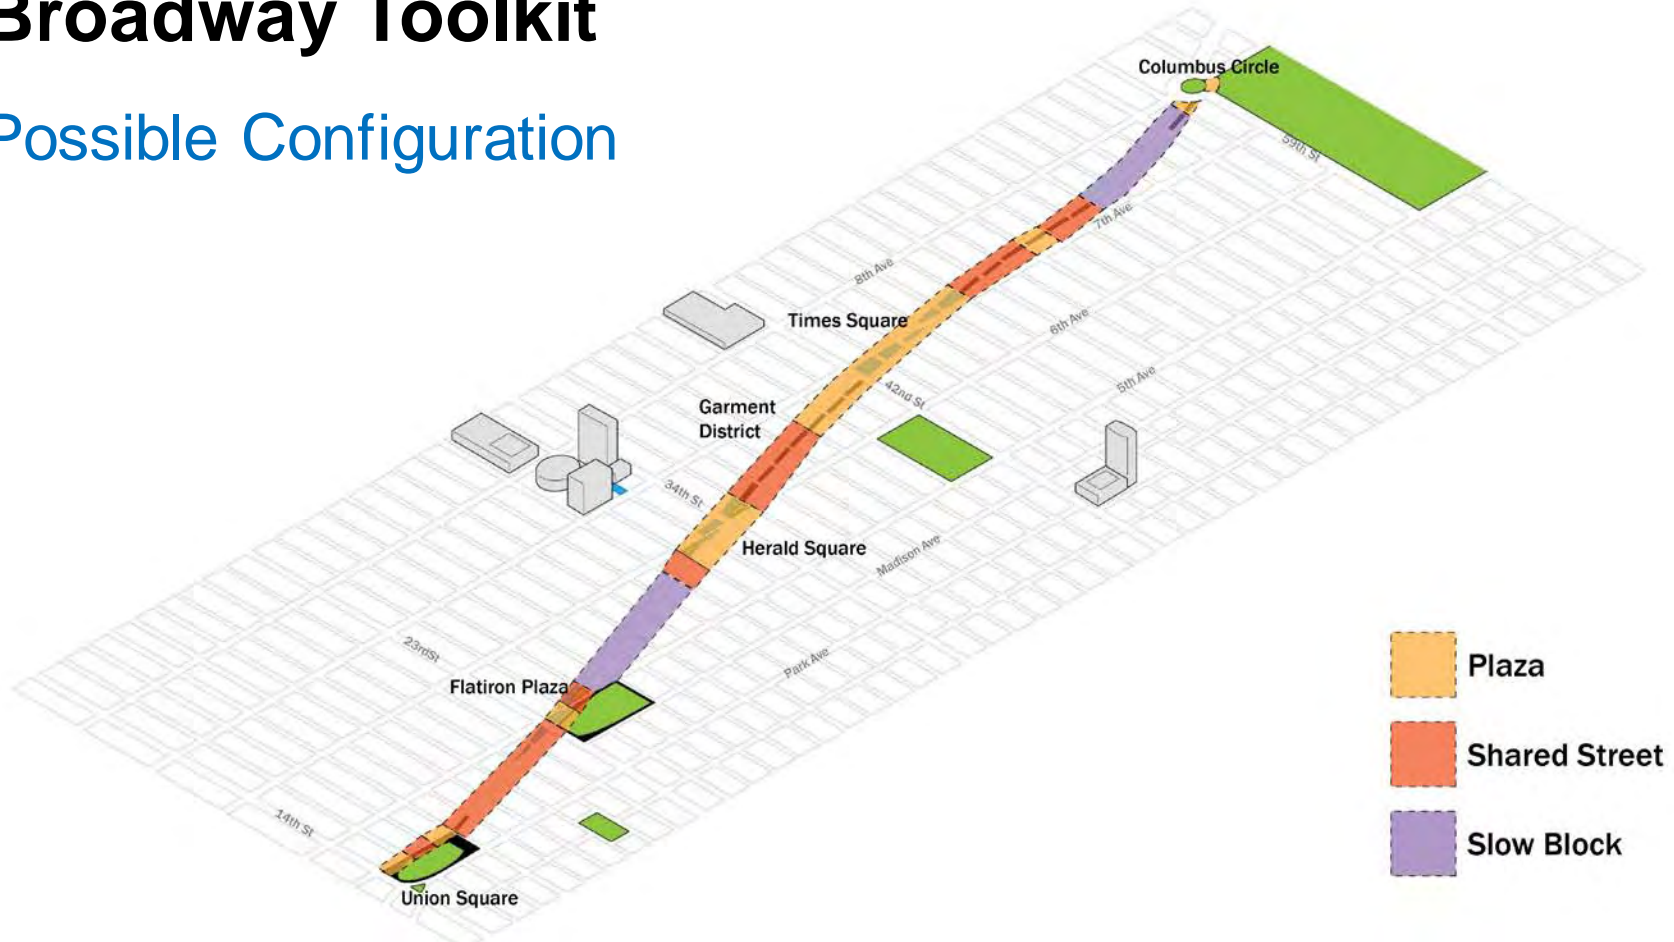 Broadway Toolkit
Possible Configuration
Columbus Circle
59th St
7th Ave
8th Ave
Times Square
6th Ave
5th Ave
42nd St
Garment
District
34th St
Herald Square
Madison Ave
23rdSt
Park Ave
Flatiron Plaza
14th St
Union Square
Plaza
Shared Street
Slow Block